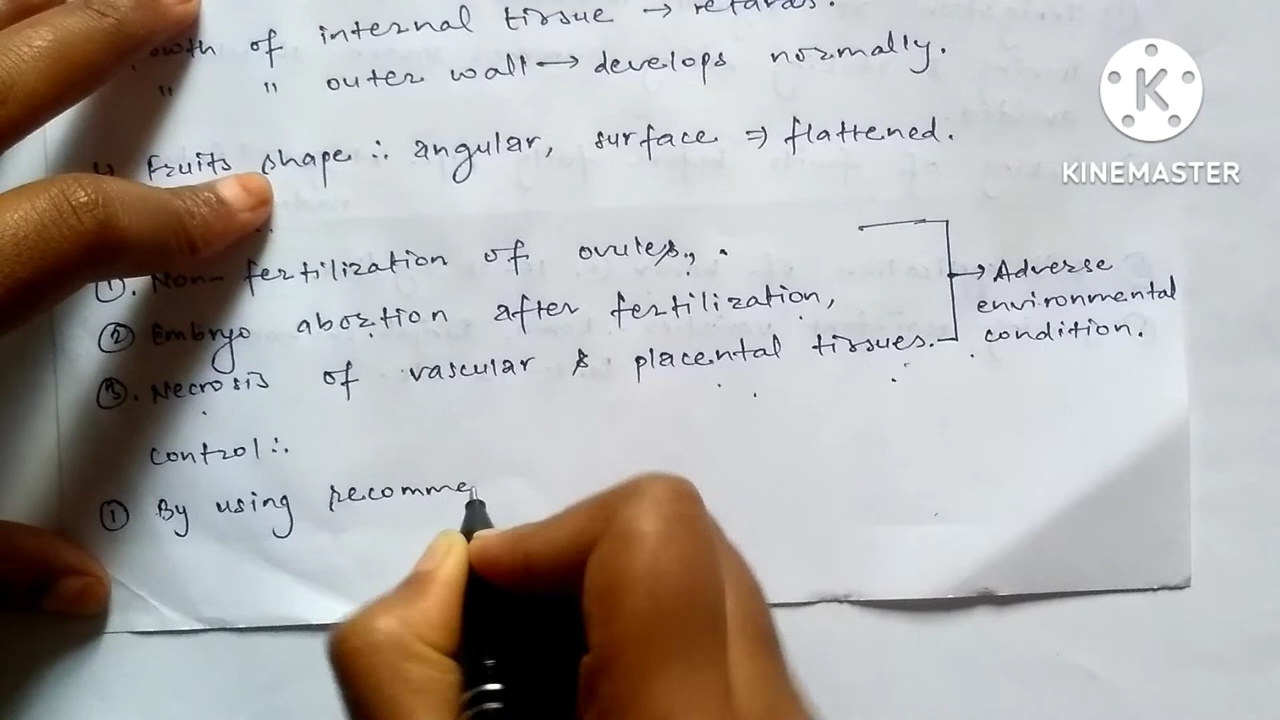 of internal tissue → retards.
" " outer wall → develops normally.
↳ Fruits shape : angular, surface ⇒ flattened.
①. Non-fertilization of ovules,.
② Embryo abortion after fertilization,
③. Necrosis of vascular & placental tissues.
→ Adverse
environmental
condition.
control :
① By using recomme
K
KINEMASTER